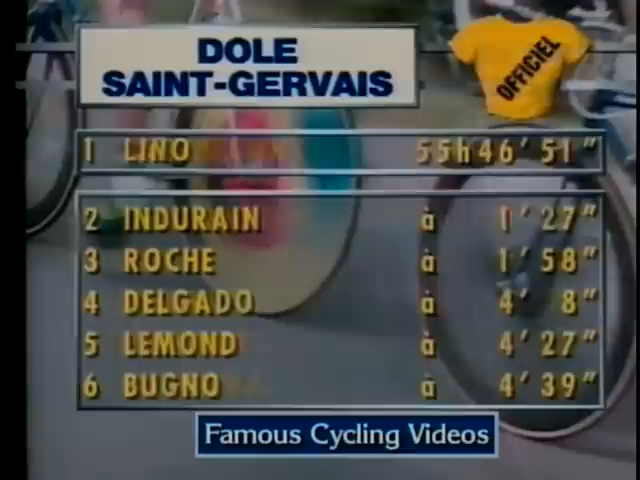 DOLE
SAINT-GERVAIS
OFFICIEL
1 LINO 55h46'51"
2 INDURAIN à 1'27"
3 ROCHE à 1'58"
4 DELGADO à 4' 8"
5 LEMOND à 4'27"
6 BUGNO à 4'39"
Famous Cycling Videos